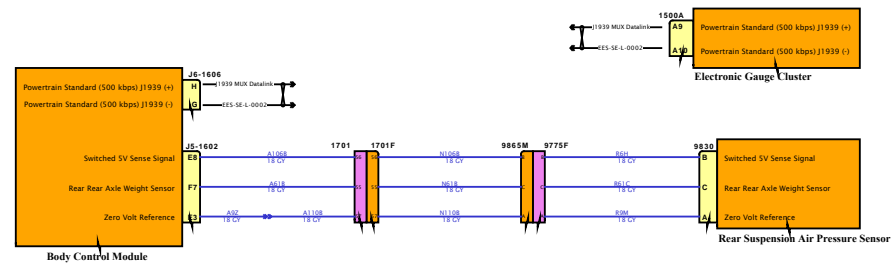 1500A
J1939 MUX Datalink
A9
Powertrain Standard (500 kbps) J1939 (+)
EES-SE-L-0002
A10
Powertrain Standard (500 kbps) J1939 (-)
Electronic Gauge Cluster
J6-1606
Powertrain Standard (500 kbps) J1939 (+)
H
J1939 MUX Datalink
Powertrain Standard (500 kbps) J1939 (-)
G
EES-SE-L-0002
J5-1602
1701
1701F
9865M
9775F
9830
Switched 5V Sense Signal
E8
A106B
18 GY
N106B
18 GY
R6H
18 GY
B
Switched 5V Sense Signal
Rear Rear Axle Weight Sensor
F7
A61B
18 GY
N61B
18 GY
R61C
18 GY
C
Rear Rear Axle Weight Sensor
Zero Volt Reference
E3
A9Z
18 GY
A110B
18 GY
N110B
18 GY
R9M
18 GY
A
Zero Volt Reference
Rear Suspension Air Pressure Sensor
Body Control Module